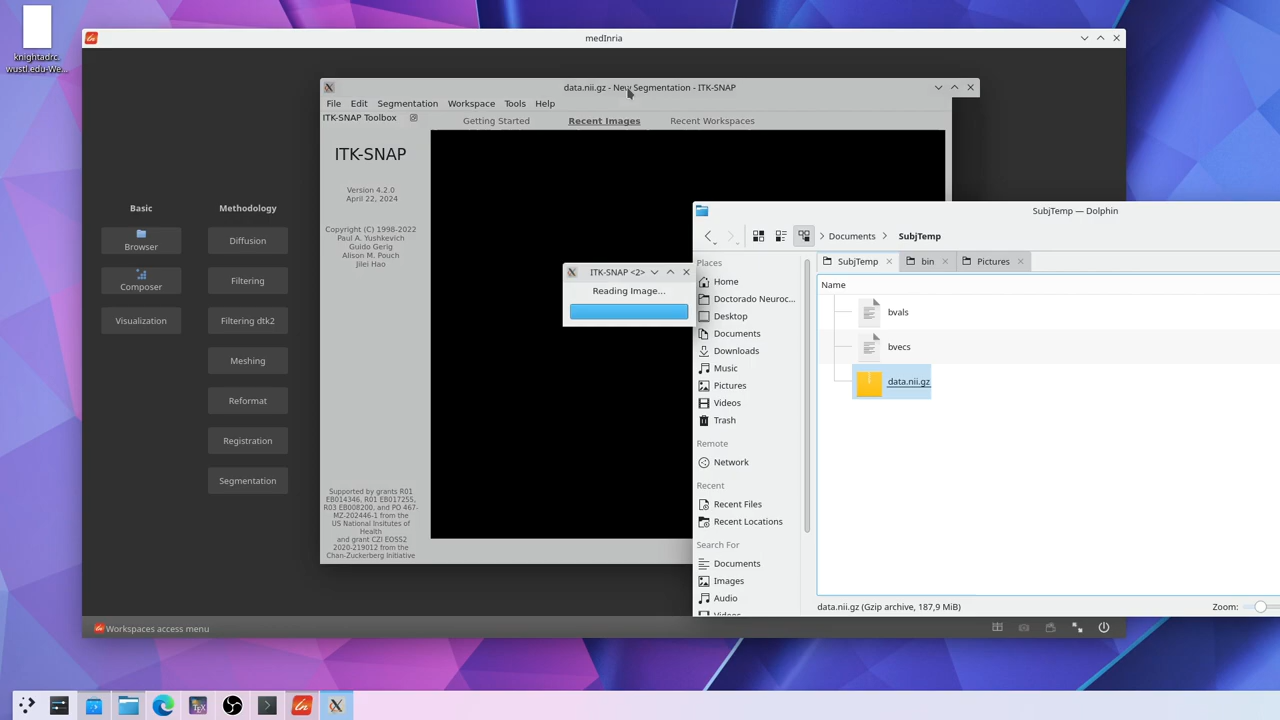 knightadrc.
wustl.edu-We...
medInria
Basic
Browser
Composer
Visualization
Methodology
Diffusion
Filtering
Filtering dtk2
Meshing
Reformat
Registration
Segmentation
Workspaces access menu
data.nii.gz - New Segmentation - ITK-SNAP
File Edit Segmentation Workspace Tools Help
ITK-SNAP Toolbox
Getting Started Recent Images Recent Workspaces
ITK-SNAP
Version 4.2.0
April 22, 2024
Copyright (C) 1998-2022
Paul A. Yushkevich
Guido Gerig
Alison M. Pouch
Jilei Hao
Supported by grants R01
EB014346, R01 EB017255,
R03 EB008200, and PO 467-
MZ-202446-1 from the
US National Insitutes of
Health
and grant CZI EOSS2
2020-219012 from the
Chan-Zuckerberg Initiative
ITK-SNAP <2>
Reading Image...
SubjTemp — Dolphin
Documents SubjTemp
Places
Home
Doctorado Neuroc...
Desktop
Documents
Downloads
Music
Pictures
Videos
Trash
Remote
Network
Recent
Recent Files
Recent Locations
Search For
Documents
Images
Audio
Videos
SubjTemp bin Pictures
Name
bvals
bvecs
data.nii.gz
data.nii.gz (Gzip archive, 187,9 MiB)
Zoom: